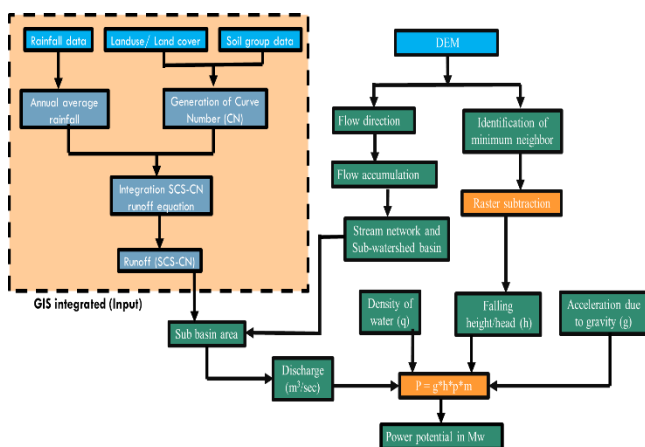 Rainfall data
Landuse/ Land cover
Soil group data
DEM
Annual average
rainfall
Generation of Curve
Number (CN)
Flow direction
Identification of
minimum neighbor
Integration SCS-CN
runoff equation
Flow accumulation
Raster subtraction
Runoff (SCS-CN)
Stream network and
Sub-watershed basin
GIS integrated (Input)
Sub basin area
Density of
water (q)
Falling
height/head (h)
Acceleration due
to gravity (g)
Discharge
(m³/sec)
P = g*h*p*m
Power potential in Mw